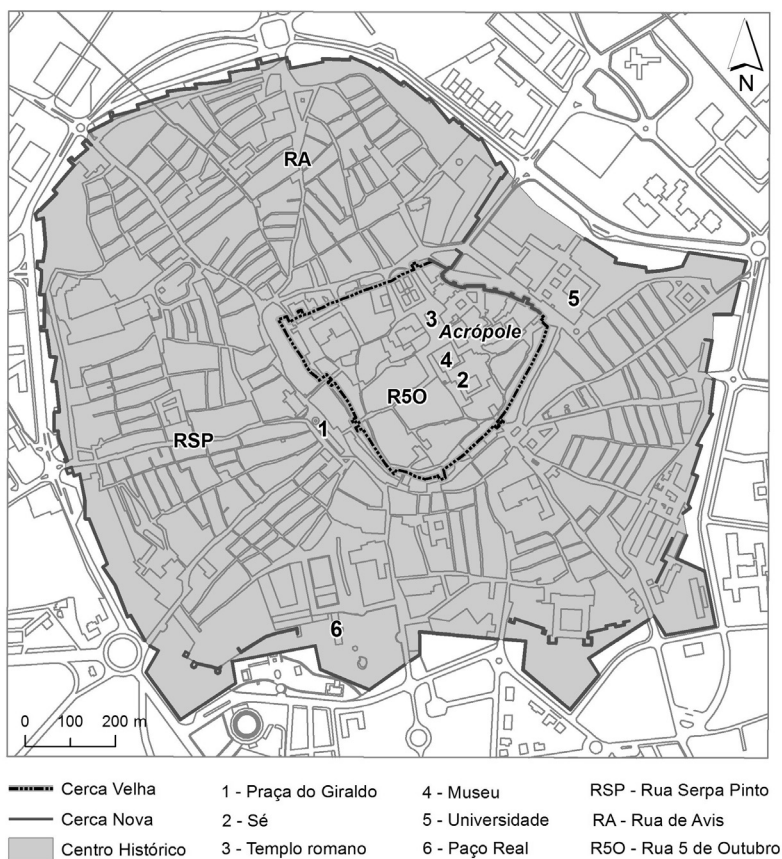 N
RA
5
3
Acrópole
4
2
R5O
1
RSP
6
0 100 200 m
Cerca Velha
Cerca Nova
Centro Histórico
1 - Praça do Giraldo
2 - Sé
3 - Templo romano
4 - Museu
5 - Universidade
6 - Paço Real
RSP - Rua Serpa Pinto
RA - Rua de Avis
R5O - Rua 5 de Outubro